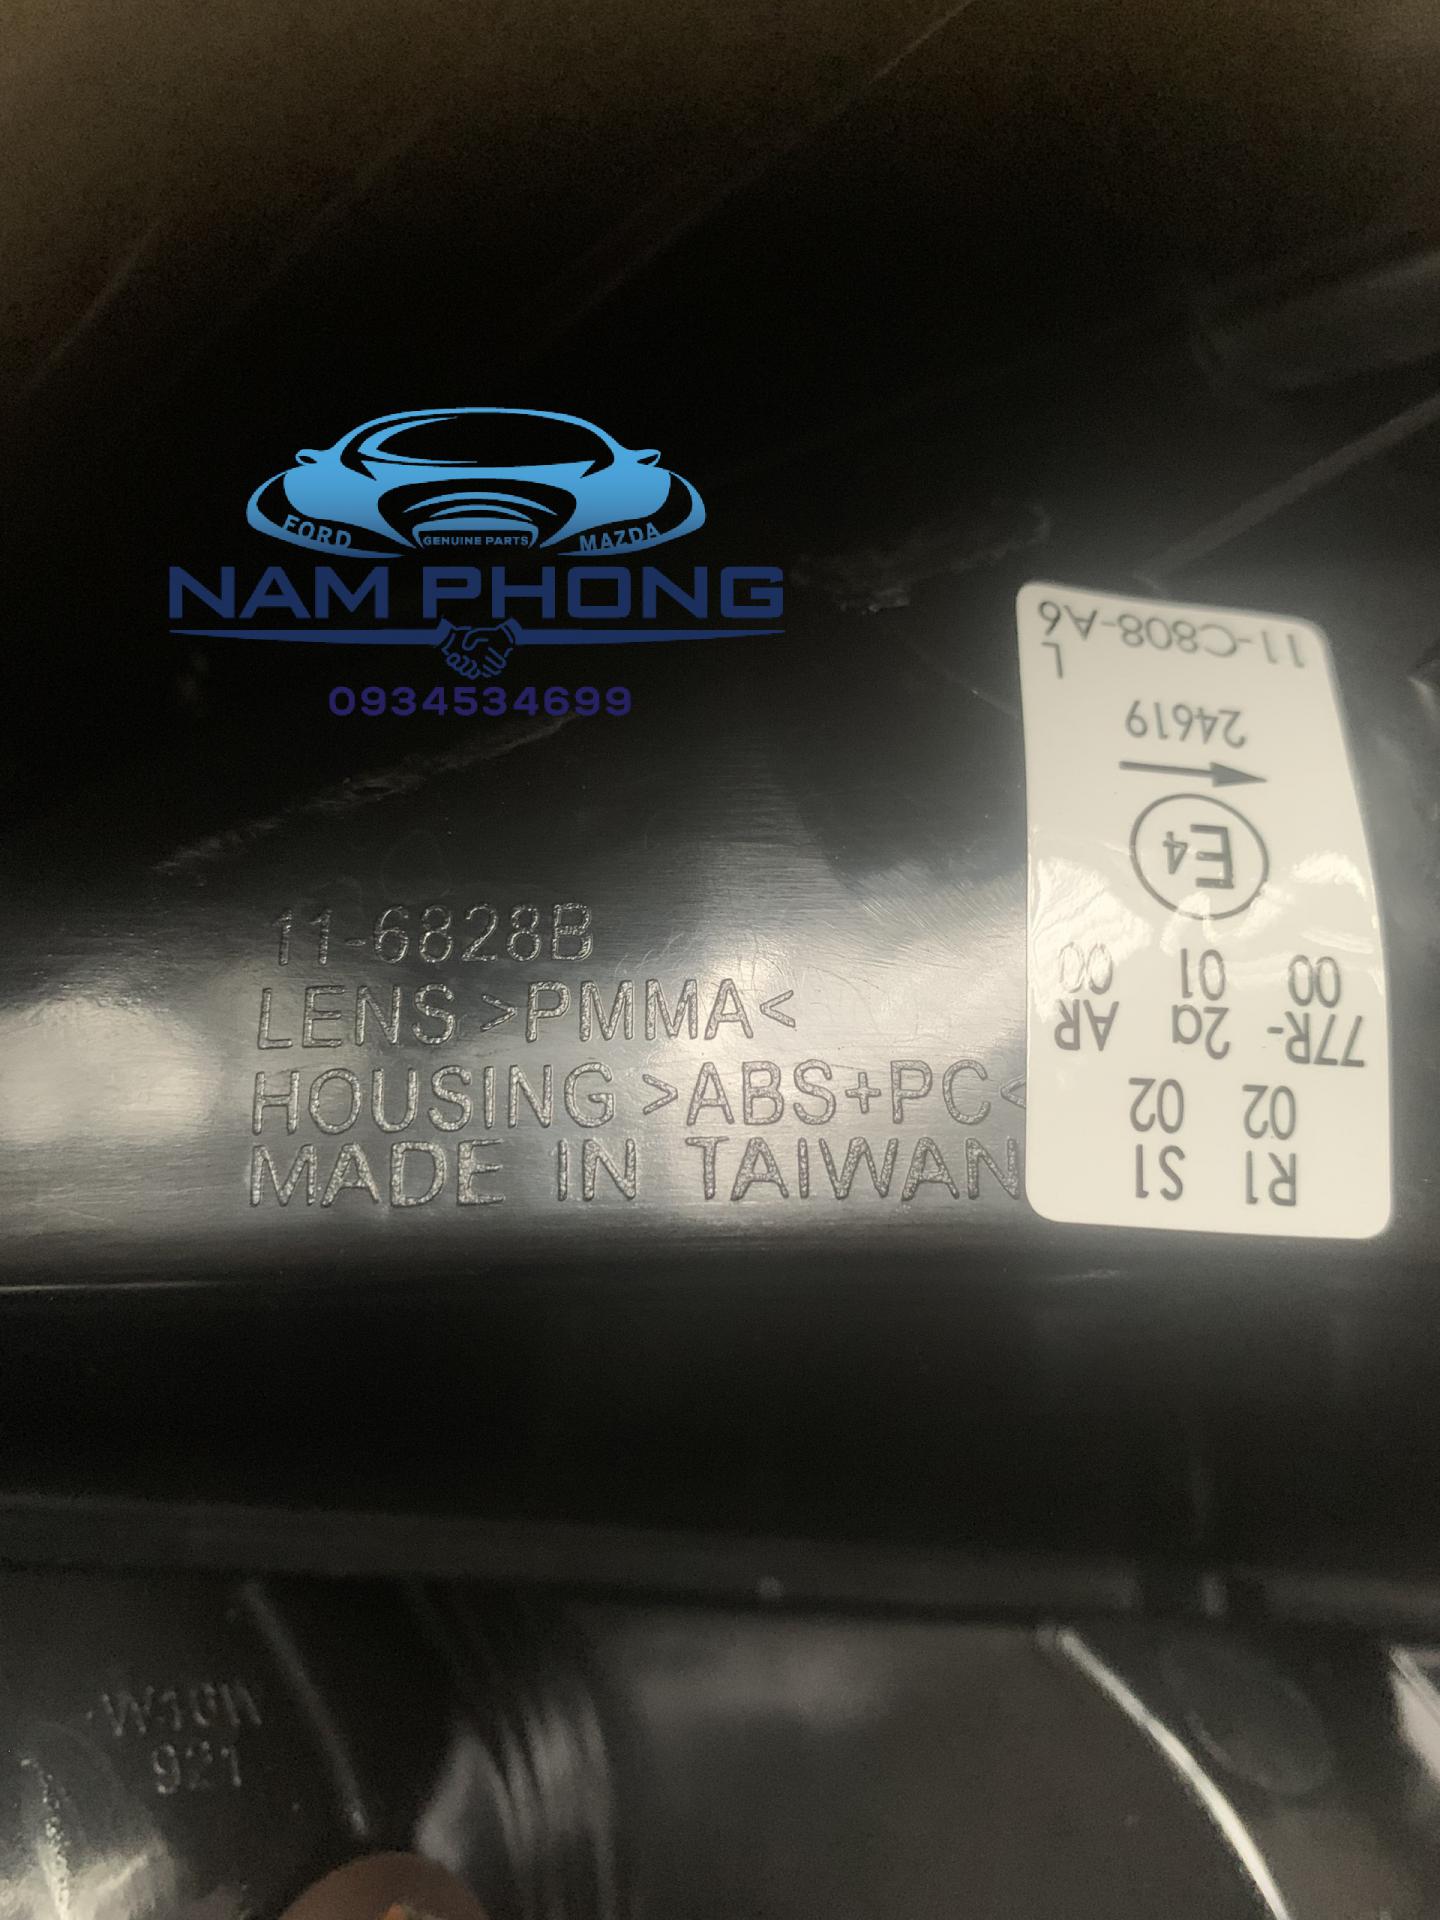 FORD
GENUINE PARTS
MAZDA
NAM PHONG
0934534699
11-6828B
LENS >PMMA<
HOUSING >ABS+PC<
MADE IN TAIWAN
R1 S1
02 02
77R- 2a AR
00 01 00
E4
24619
L
11-C808-A6
921